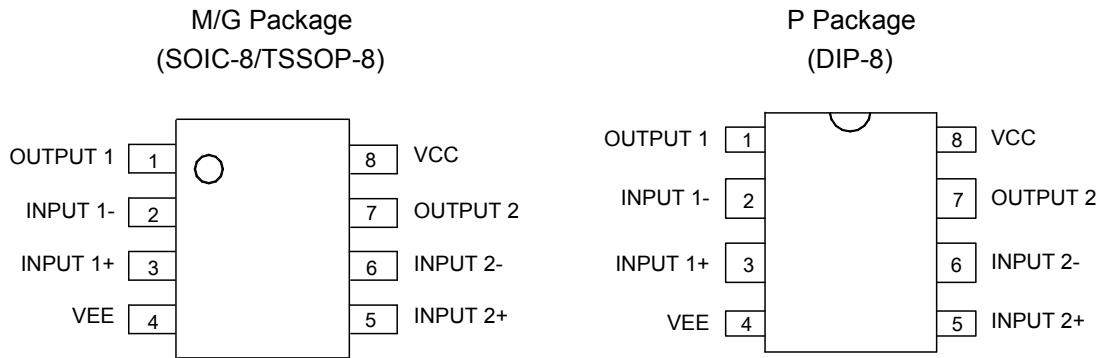 M/G Package
(SOIC-8/TSSOP-8)
OUTPUT 1 1 8 VCC
INPUT 1- 2 7 OUTPUT 2
INPUT 1+ 3 6 INPUT 2-
VEE 4 5 INPUT 2+
P Package
(DIP-8)
OUTPUT 1 1 8 VCC
INPUT 1- 2 7 OUTPUT 2
INPUT 1+ 3 6 INPUT 2-
VEE 4 5 INPUT 2+